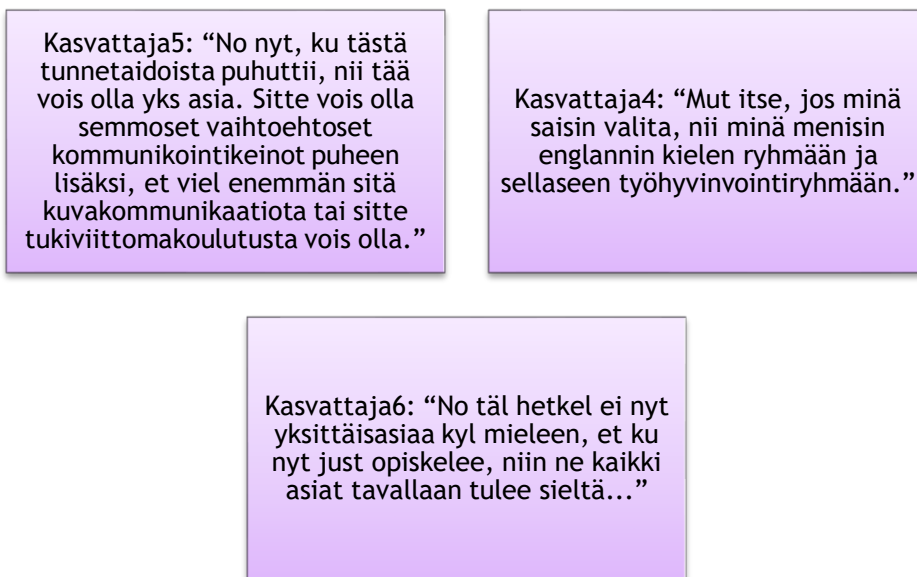 Kasvattaja5: “No nyt, ku tästä
tunnetaidoista puhuttii, nii tää
vois olla yks asia. Sitte vois olla
semmoset vaihtoehtoset
kommunikointikeinot puheen
lisäksi, et viel enemmän sitä
kuvakommunikaatiota tai sitte
tukiviittomakoulutusta vois olla.”
Kasvattaja4: “Mut itse, jos minä
saisin valita, nii minä menisin
englannin kielen ryhmään ja
sellaseen työhyvinvointiryhmään.”
Kasvattaja6: “No täl hetkel ei nyt
yksittäisasiaa kyl mieleen, et ku
nyt just opiskelee, niin ne kaikki
asiat tavallaan tulee sieltä...”